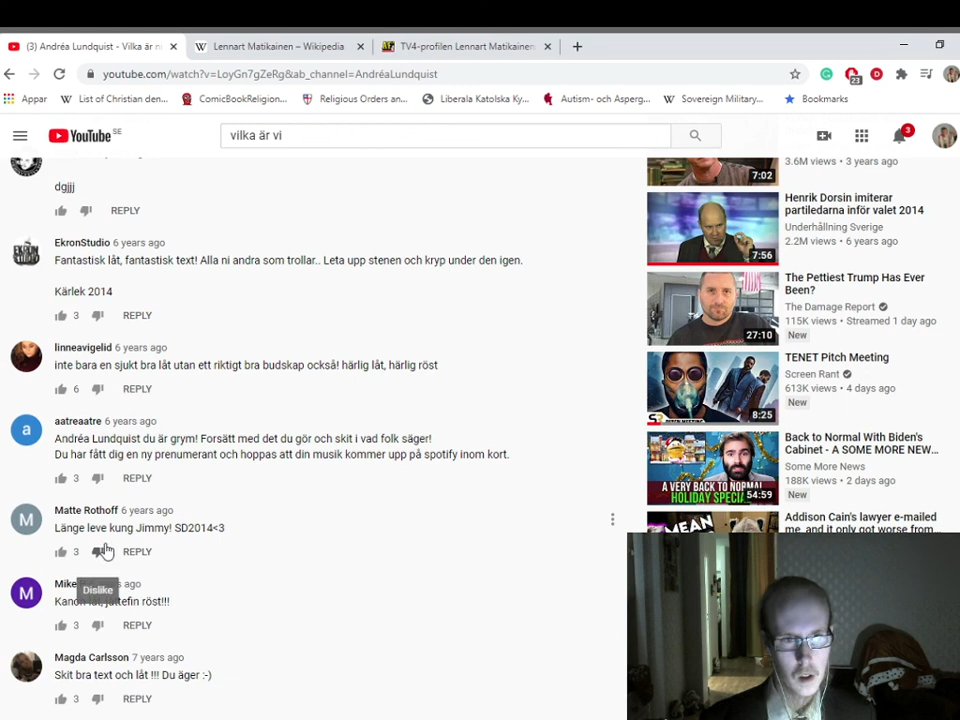 (3) Andréa Lundquist - Vilka är ni
Lennart Matikainen – Wikipedia
TV4-profilen Lennart Matikainen
youtube.com/watch?v=LoyGn7gZeRg&ab_channel=AndréaLundquist
23
Appar
List of Christian den...
ComicBookReligion...
Religious Orders an...
Liberala Katolska Ky...
Autism- och Asperg...
Sovereign Military...
Bookmarks
YouTube SE
vilka är vi
3
dgjjj
REPLY
EkronStudio 6 years ago
Fantastisk låt, fantastisk text! Alla ni andra som trollar.. Leta upp stenen och kryp under den igen.
Kärlek 2014
3 REPLY
linneavigelid 6 years ago
inte bara en sjukt bra låt utan ett riktigt bra budskap också! härlig låt, härlig röst
6 REPLY
a
aatreaatre 6 years ago
Andréa Lundquist du är grym! Forsätt med det du gör och skit i vad folk säger!
Du har fått dig en ny prenumerant och hoppas att din musik kommer upp på spotify inom kort.
3 REPLY
M
Matte Rothoff 6 years ago
Länge leve kung Jimmy! SD2014<3
3 REPLY
Dislike
M
Mike ago
Kanon låt, jättefin röst!!!
3 REPLY
Magda Carlsson 7 years ago
Skit bra text och låt !!! Du äger :-)
3 REPLY
3.6M views • 3 years ago
7:02
Henrik Dorsin imiterar
partiledarna inför valet 2014
Underhållning Sverige
2.2M views • 6 years ago
7:56
The Pettiest Trump Has Ever
Been?
The Damage Report
115K views • Streamed 1 day ago
New
27:10
TENET Pitch Meeting
Screen Rant
613K views • 4 days ago
New
8:25
Back to Normal With Biden's
Cabinet - A SOME MORE NEW...
Some More News
188K views • 2 days ago
New
A VERY BACK TO NORMAL
HOLIDAY SPECIAL
54:59
Addison Cain's lawyer e-mailed
me, and it only got worse from
MEAN